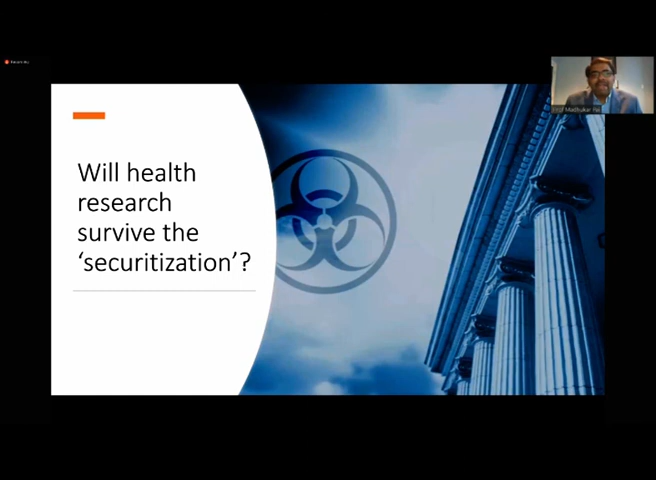 Will health
research
survive the
‘securitization’?